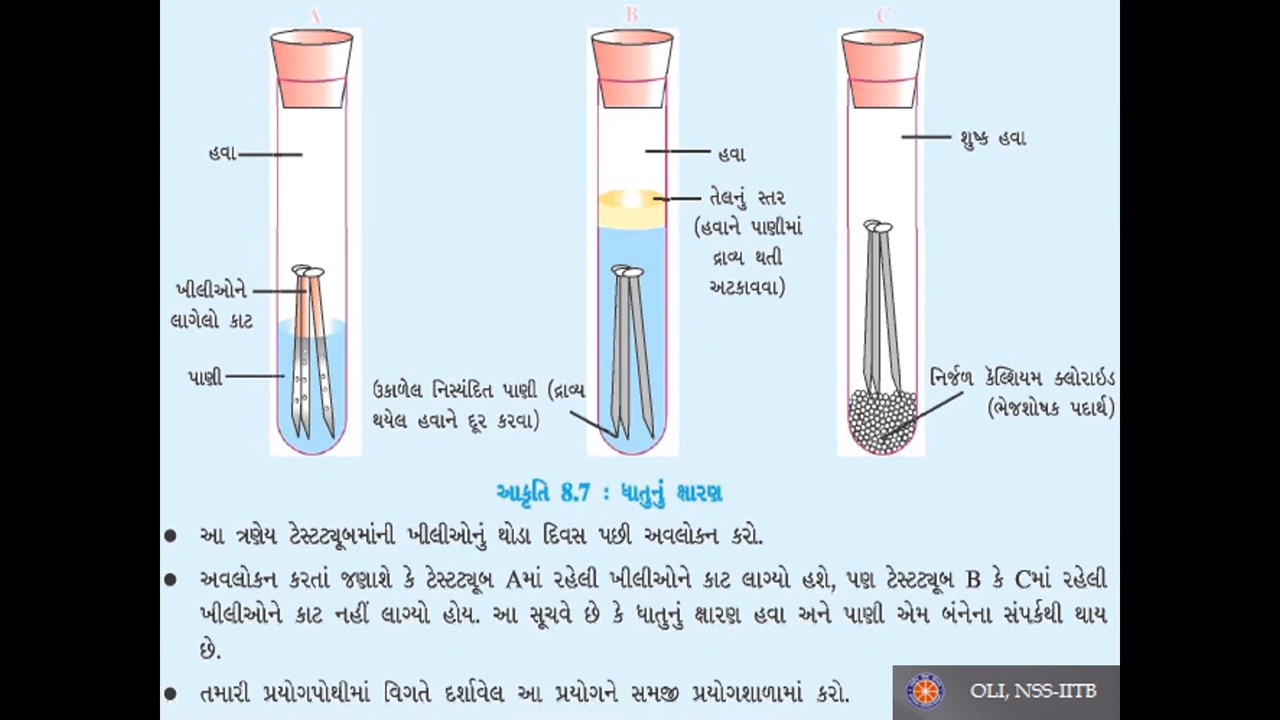 A
B
C
હવા
હવા
શુષ્ક હવા
તેલનું સ્તર
(હવાને પાણીમાં
દ્રાવ્ય થતી
અટકાવવા)
ખીલીઓને
લાગેલો કાટ
પાણી
ઉકાળેલ નિસ્યંદિત પાણી (દ્રાવ્ય
થયેલ હવાને દૂર કરવા)
નિર્જળ કૅલ્શિયમ ક્લોરાઇડ
(ભેજશોષક પદાર્થ)
આકૃતિ 8.7 : ધાતુનું ક્ષારણ
● આ ત્રણેય ટેસ્ટટ્યૂબમાંની ખીલીઓનું થોડા દિવસ પછી અવલોકન કરો.
● અવલોકન કરતાં જણાશે કે ટેસ્ટટ્યૂબ Aમાં રહેલી ખીલીઓને કાટ લાગ્યો હશે, પણ ટેસ્ટટ્યૂબ B કે Cમાં રહેલી
ખીલીઓને કાટ નહીં લાગ્યો હોય. આ સૂચવે છે કે ધાતુનું ક્ષારણ હવા અને પાણી એમ બંનેના સંપર્કથી થાય
છે.
● તમારી પ્રયોગપોથીમાં વિગતે દર્શાવેલ આ પ્રયોગને સમજી પ્રયોગશાળામાં કરો.
OLI, NSS-IITB